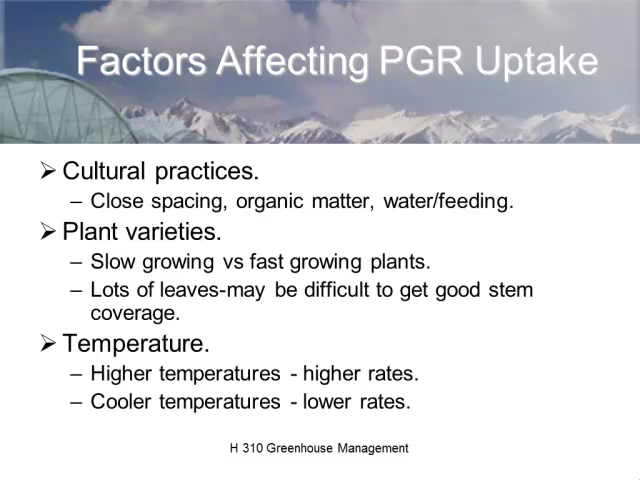 Factors Affecting PGR Uptake
➢ Cultural practices.
– Close spacing, organic matter, water/feeding.
➢ Plant varieties.
– Slow growing vs fast growing plants.
– Lots of leaves-may be difficult to get good stem
coverage.
➢ Temperature.
– Higher temperatures - higher rates.
– Cooler temperatures - lower rates.
H 310 Greenhouse Management